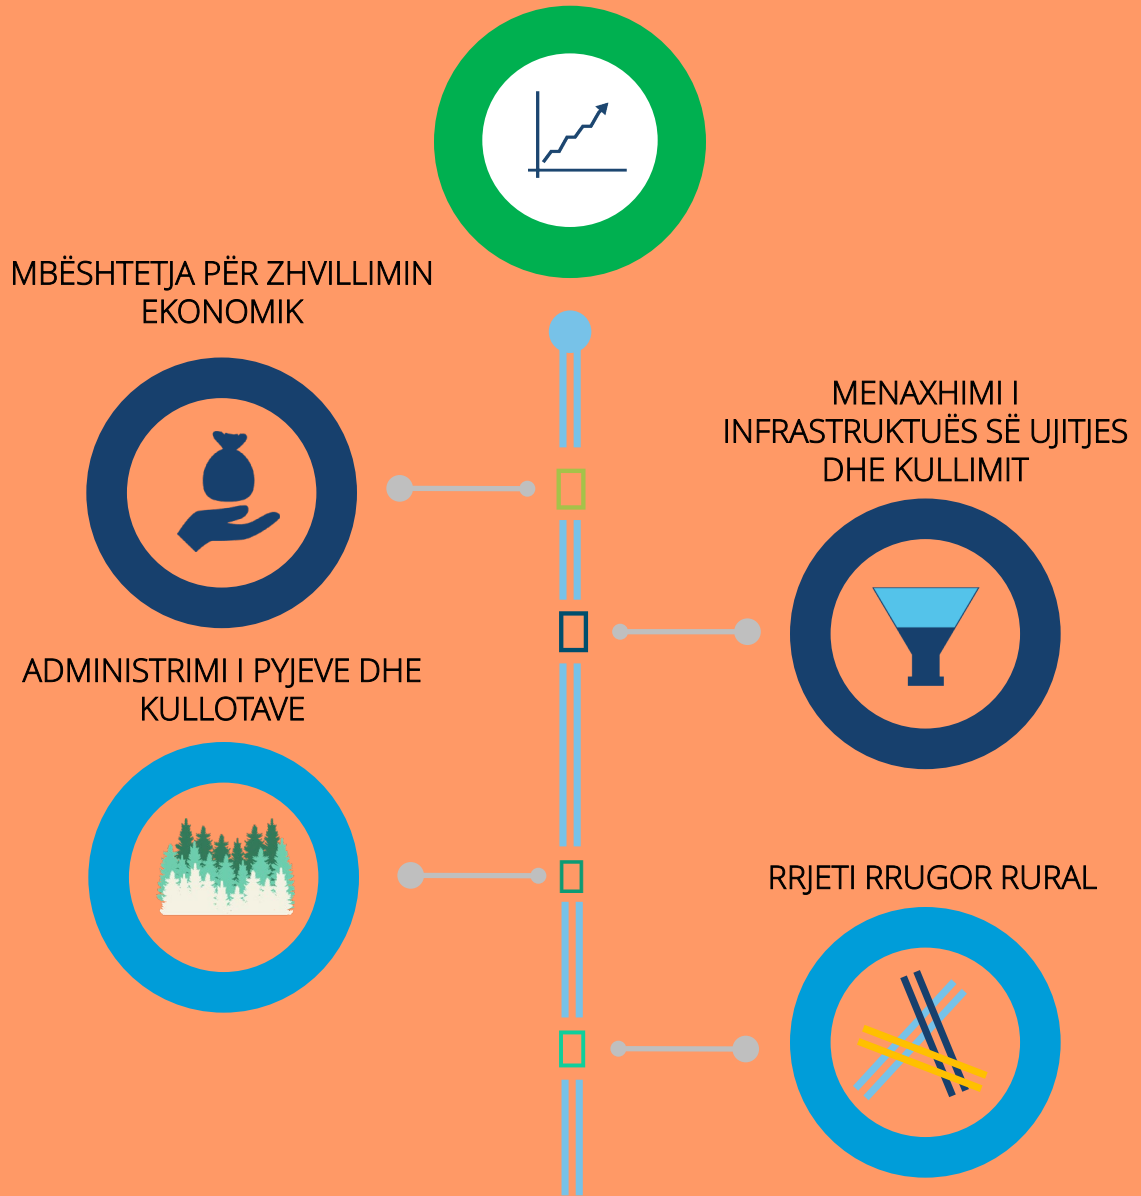 MBËSHTETJA PËR ZHVILLIMIN
EKONOMIK
MENAXHIMI I
INFRASTRUKTUËS SË UJITJES
DHE KULLIMIT
ADMINISTRIMI I PYJEVE DHE
KULLOTAVE
RRJETI RRUGOR RURAL